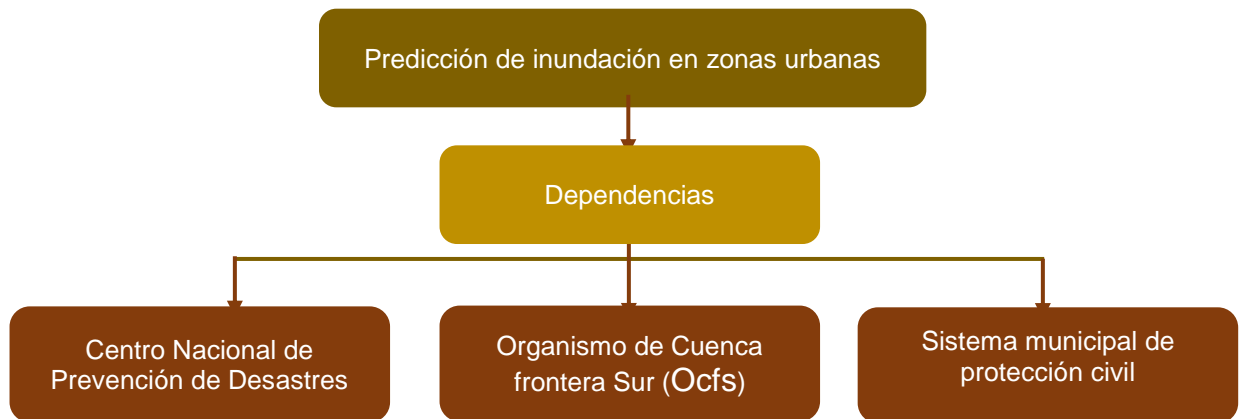 Predicción de inundación en zonas urbanas
Dependencias
Centro Nacional de
Prevención de Desastres
Organismo de Cuenca
frontera Sur (Ocfs)
Sistema municipal de
protección civil